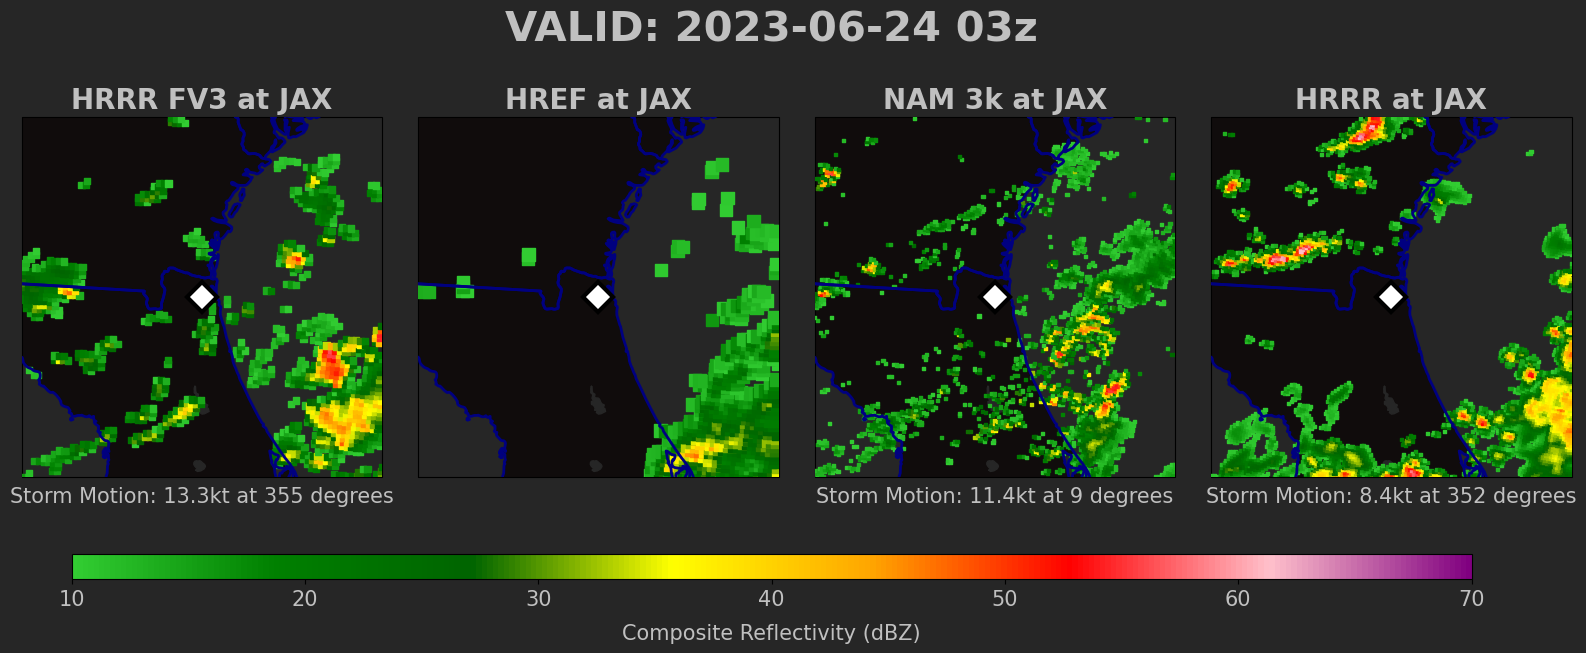 VALID: 2023-06-24 03z
HRRR FV3 at JAX
HREF at JAX
NAM 3k at JAX
HRRR at JAX
Storm Motion: 13.3kt at 355 degrees
Storm Motion: 11.4kt at 9 degrees
Storm Motion: 8.4kt at 352 degrees
10 20 30 40 50 60 70
Composite Reflectivity (dBZ)